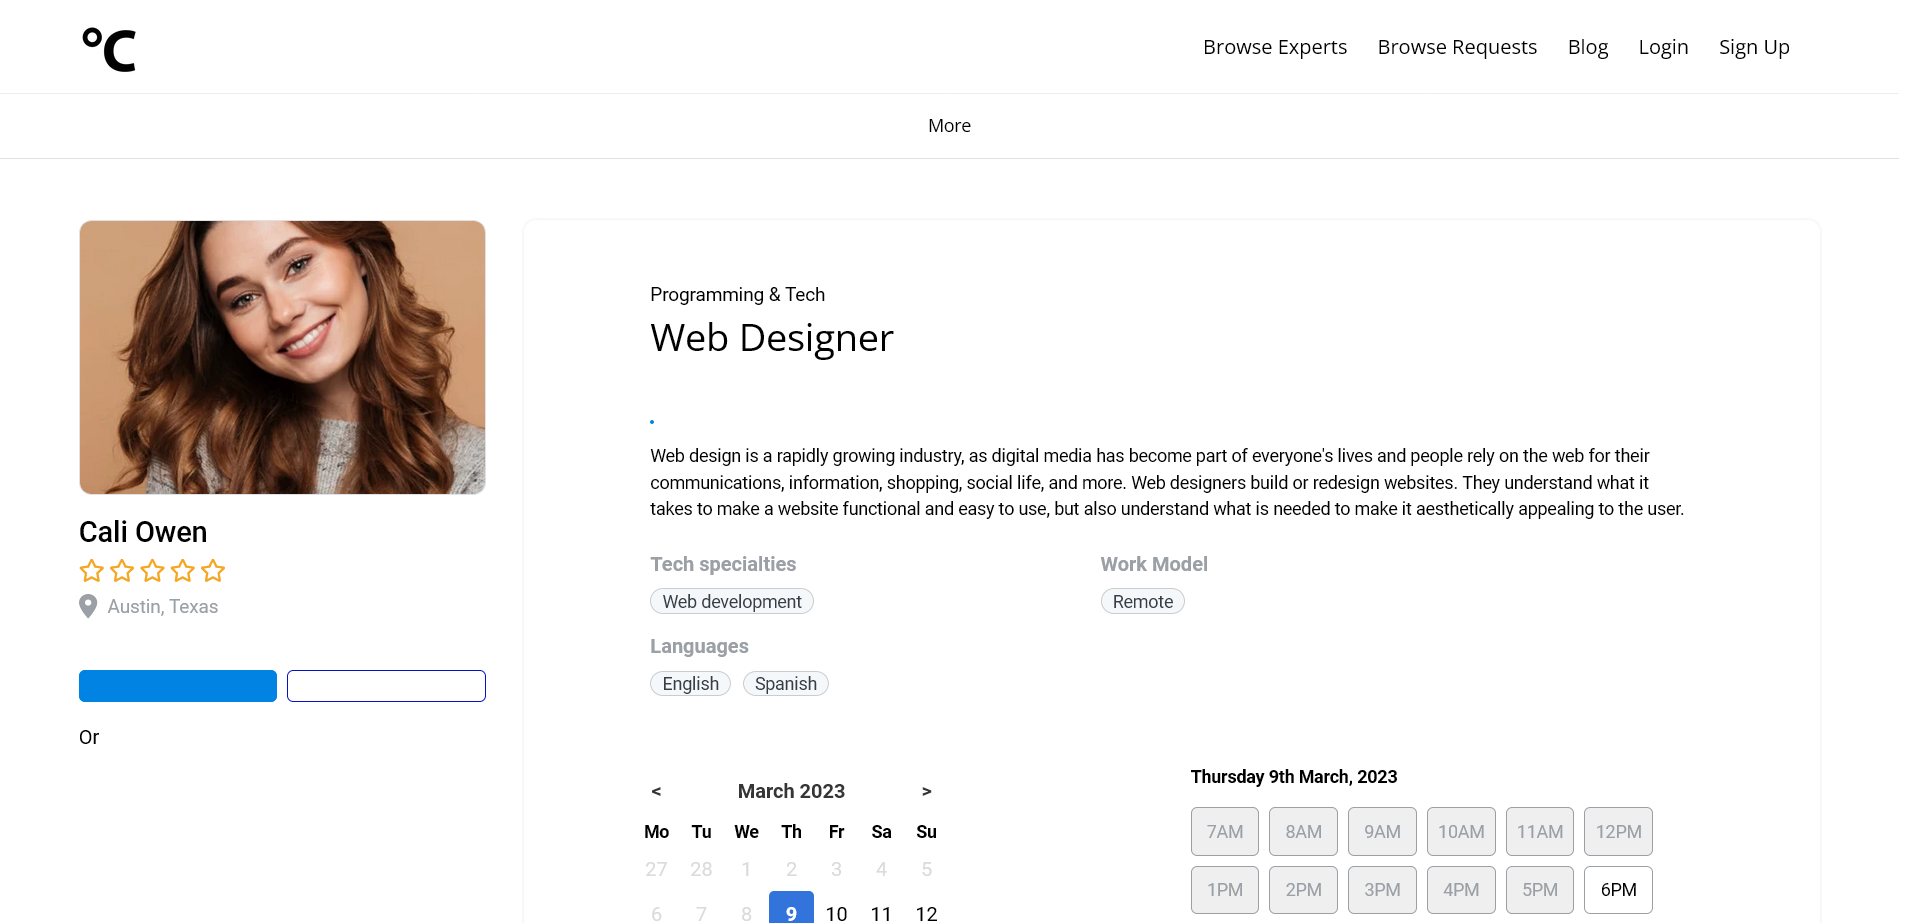 °C
Browse Experts Browse Requests Blog Login Sign Up
More
Cali Owen
Austin, Texas
Or
Programming & Tech
Web Designer
Web design is a rapidly growing industry, as digital media has become part of everyone's lives and people rely on the web for their
communications, information, shopping, social life, and more. Web designers build or redesign websites. They understand what it
takes to make a website functional and easy to use, but also understand what is needed to make it aesthetically appealing to the user.
Tech specialties
Web development
Work Model
Remote
Languages
English Spanish
< March 2023 >
Mo Tu We Th Fr Sa Su
27 28 1 2 3 4 5
6 7 8 9 10 11 12
Thursday 9th March, 2023
7AM 8AM 9AM 10AM 11AM 12PM
1PM 2PM 3PM 4PM 5PM 6PM